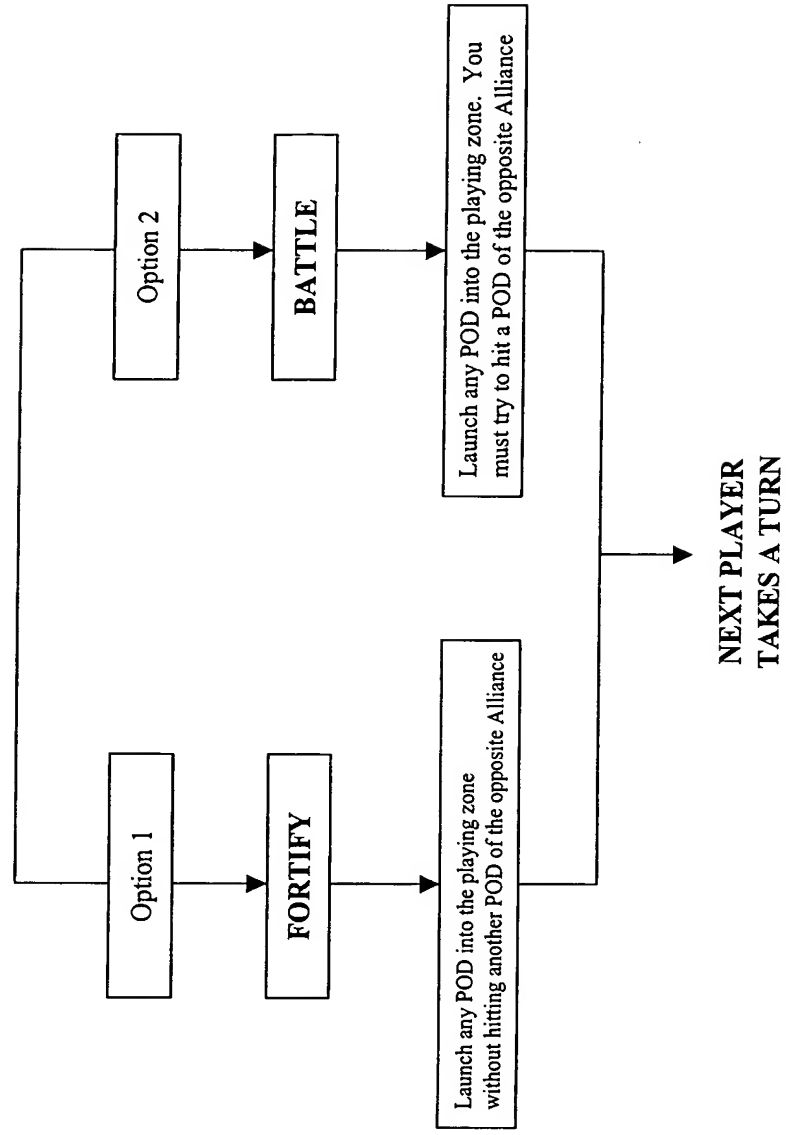 Option 1
FORTIFY
Launch any POD into the playing zone
without hitting another POD of the opposite Alliance
Option 2
BATTLE
Launch any POD into the playing zone. You
must try to hit a POD of the opposite Alliance
NEXT PLAYER
TAKES A TURN